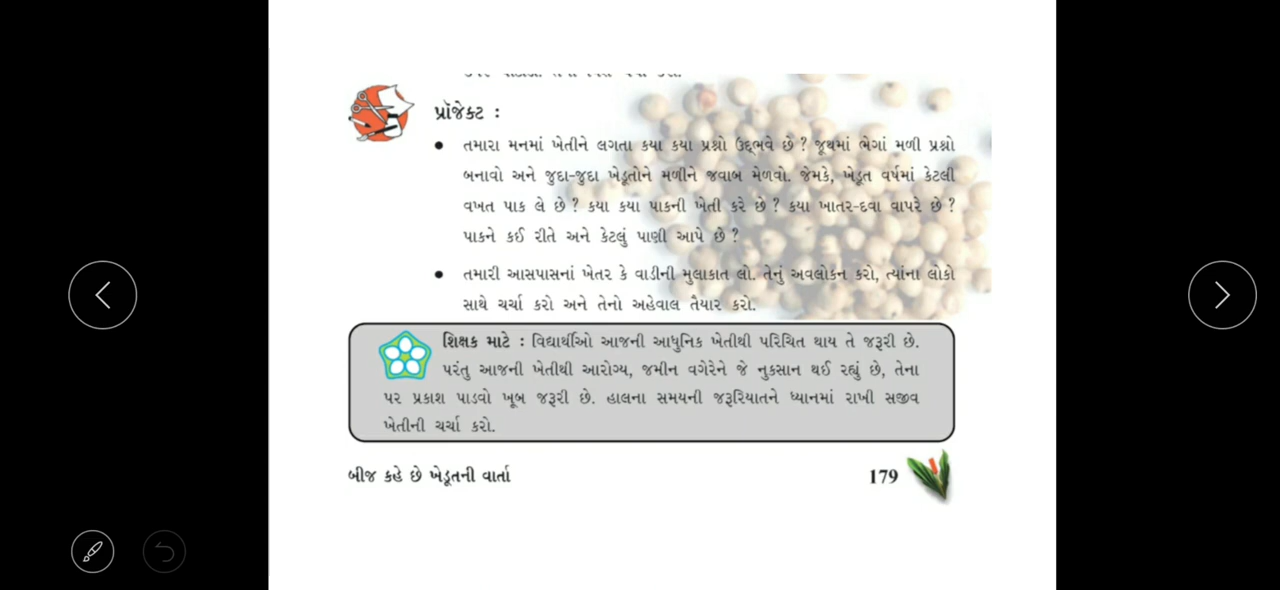 પ્રૉજેક્ટ :
• તમારા મનમાં ખેતીને લગતા કયા કયા પ્રશ્નો ઉદ્ભવે છે ? જૂથમાં ભેગાં મળી પ્રશ્નો
બનાવો અને જુદા-જુદા ખેડૂતોને મળીને જવાબ મેળવો. જેમકે, ખેડૂત વર્ષમાં કેટલી
વખત પાક લે છે ? કયા કયા પાકની ખેતી કરે છે ? કયા ખાતર-દવા વાપરે છે ?
પાકને કઈ રીતે અને કેટલું પાણી આપે છે ?
• તમારી આસપાસનાં ખેતર કે વાડીની મુલાકાત લો. તેનું અવલોકન કરો, ત્યાંના લોકો
સાથે ચર્ચા કરો અને તેનો અહેવાલ તૈયાર કરો.
શિક્ષક માટે : વિદ્યાર્થીઓ આજની આધુનિક ખેતીથી પરિચિત થાય તે જરૂરી છે.
પરંતુ આજની ખેતીથી આરોગ્ય, જમીન વગેરેને જે નુકસાન થઈ રહ્યું છે, તેના
પર પ્રકાશ પાડવો ખૂબ જરૂરી છે. હાલના સમયની જરૂરિયાતને ધ્યાનમાં રાખી સજીવ
ખેતીની ચર્ચા કરો.
બીજ કહે છે ખેડૂતની વાર્તા 179